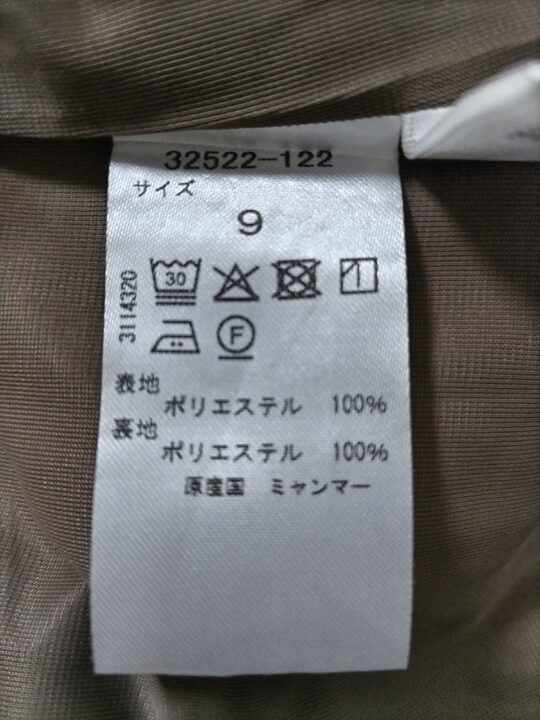 32522-122
サイズ
9
3114320
30
F
表地
ポリエステル 100%
裏地
ポリエステル 100%
原産国 ミャンマー